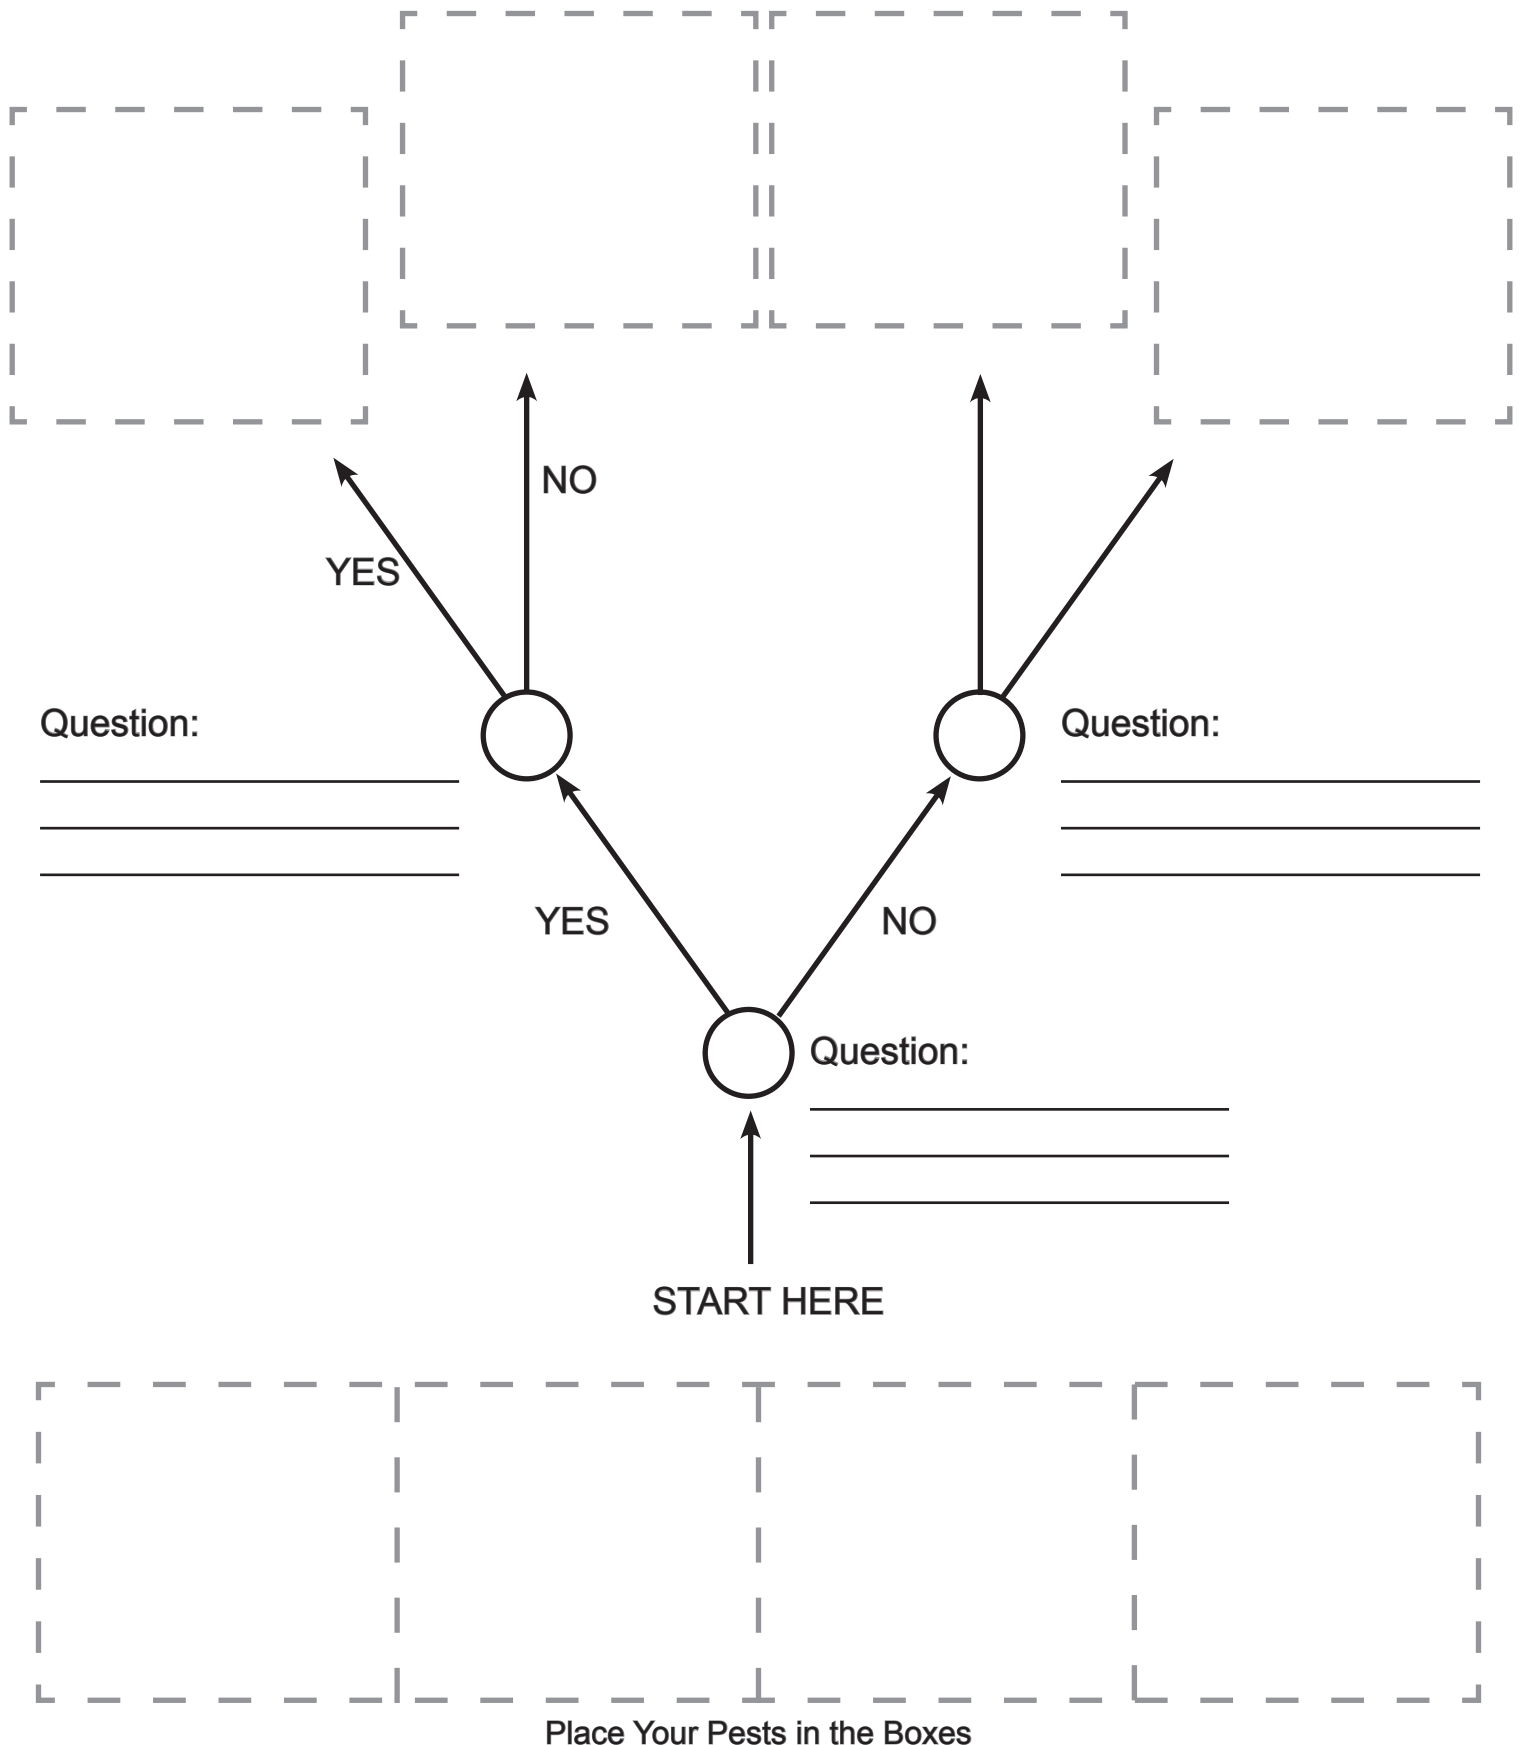 NO
YES
Question:
Question:
YES
NO
Question:
START HERE
Place Your Pests in the Boxes